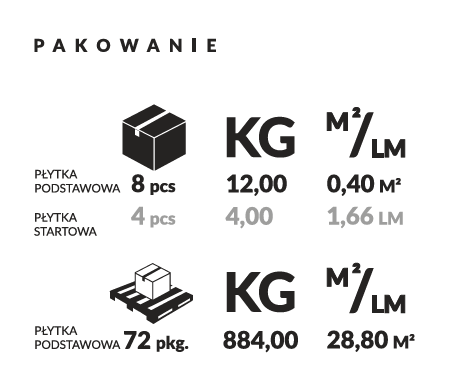 PAKOWANIE
KG M²/LM
PŁYTKA
PODSTAWOWA 8 pcs 12,00 0,40 M²
PŁYTKA
STARTOWA 4 pcs 4,00 1,66 LM
KG M²/LM
PŁYTKA
PODSTAWOWA 72 pkg. 884,00 28,80 M²